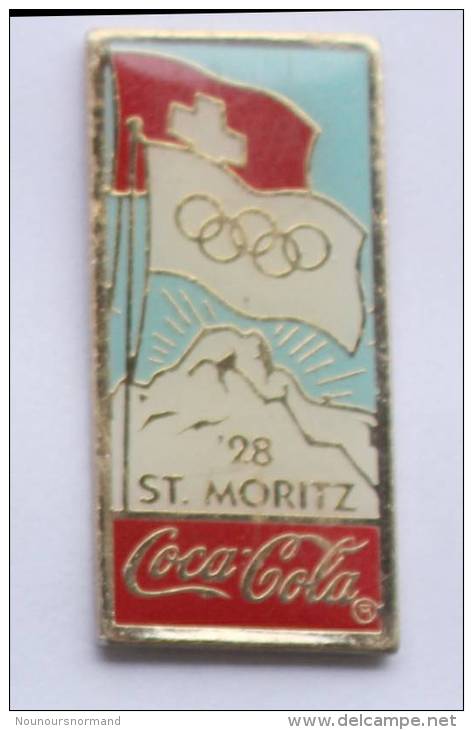 '28
ST. MORITZ
Coca-Cola®
Nounoursnormand
www.delcampe.net